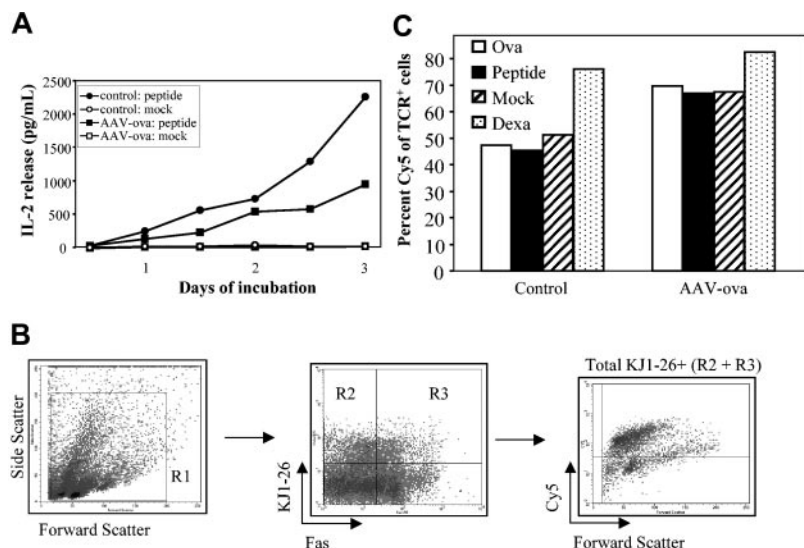 A
2500
2000
1500
1000
500
0
IL-2 release (pg/mL)
control: peptide
control: mock
AAV-ova: peptide
AAV-ova: mock
1 2 3
Days of incubation
C
80
70
60
50
40
30
20
10
0
Percent Cy5 of TCR+ cells
Ova
Peptide
Mock
Dexa
Control AAV-ova
B
Side Scatter
R1
Forward Scatter
R2 R3
KJ1-26
Fas
Total KJ1-26+ (R2 + R3)
Cy5
Forward Scatter